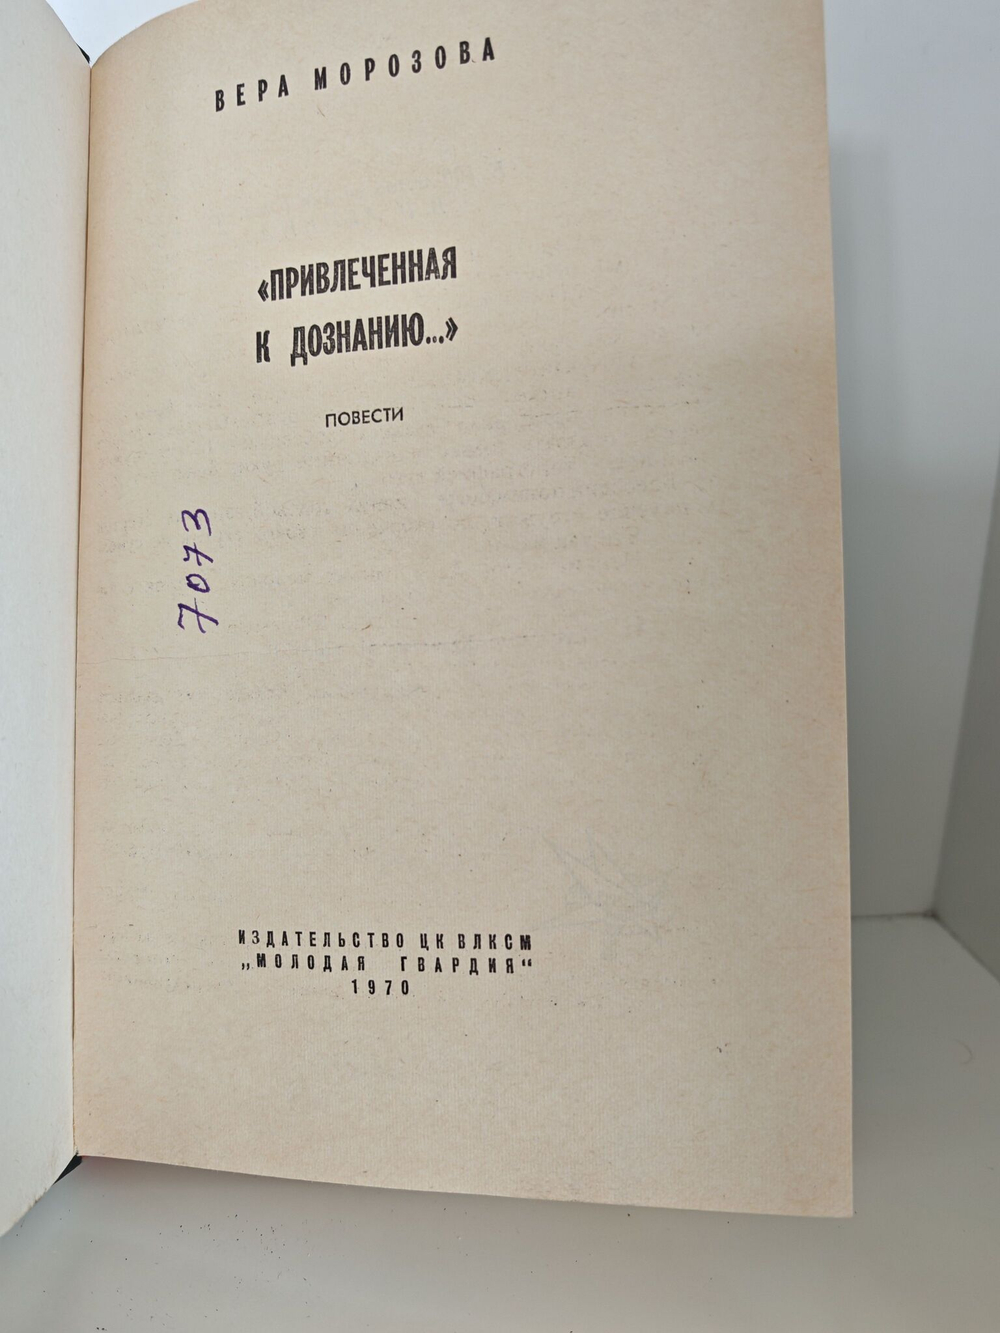 ВЕРА МОРОЗОВА
«ПРИВЛЕЧЕННАЯ
К ДОЗНАНИЮ...»
ПОВЕСТИ
7073
ИЗДАТЕЛЬСТВО ЦК ВЛКСМ
„МОЛОДАЯ ГВАРДИЯ“
1970